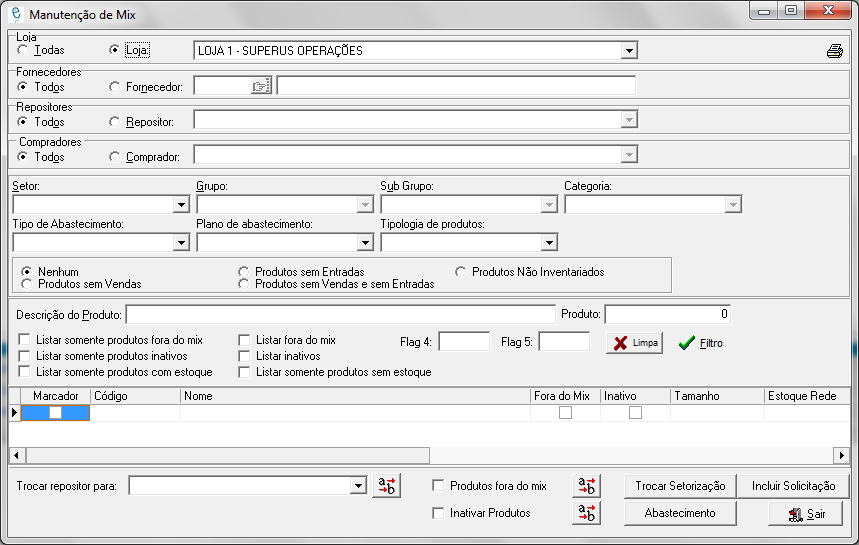 Manutenção de Mix
Loja
Todas Loja: LOJA 1 - SUPERUS OPERAÇÕES
Fornecedores
Todos Fornecedor:
Repositores
Todos Repositor:
Compradores
Todos Comprador:
Setor: Grupo: Sub Grupo: Categoria:
Tipo de Abastecimento: Plano de abastecimento: Tipologia de produtos:
Nenhum Produtos sem Entradas Produtos Não Inventariados
Produtos sem Vendas Produtos sem Vendas e sem Entradas
Descrição do Produto: Produto: 0
Listar somente produtos fora do mix Listar fora do mix Flag 4: Flag 5: Limpa Filtro
Listar somente produtos inativos Listar inativos
Listar somente produtos com estoque Listar somente produtos sem estoque
Marcador Código Nome Fora do Mix Inativo Tamanho Estoque Rede
Trocar repositor para: a b Produtos fora do mix a b Trocar Setorização Incluir Solicitação
Inativar Produtos a b Abastecimento Sair